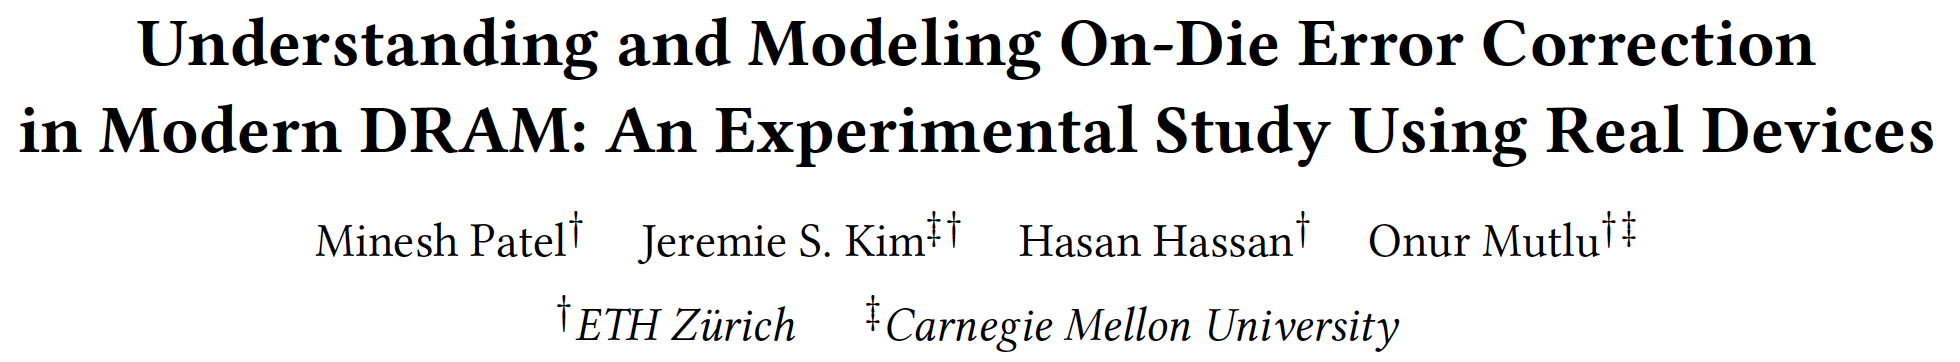 Understanding and Modeling On-Die Error Correction
in Modern DRAM: An Experimental Study Using Real Devices
Minesh Patel† Jeremie S. Kim‡† Hasan Hassan† Onur Mutlu†‡
†ETH Zürich ‡Carnegie Mellon University